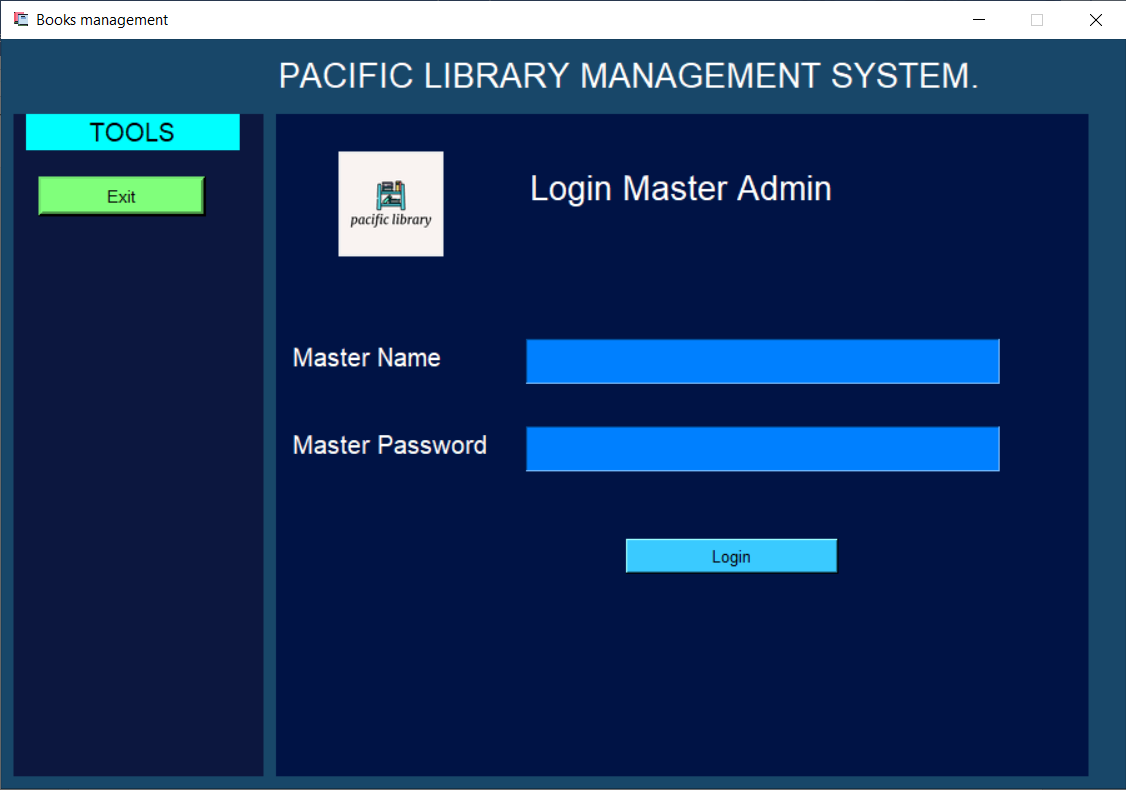 Books management
PACIFIC LIBRARY MANAGEMENT SYSTEM.
TOOLS
Exit
pacific library
Login Master Admin
Master Name
Master Password
Login